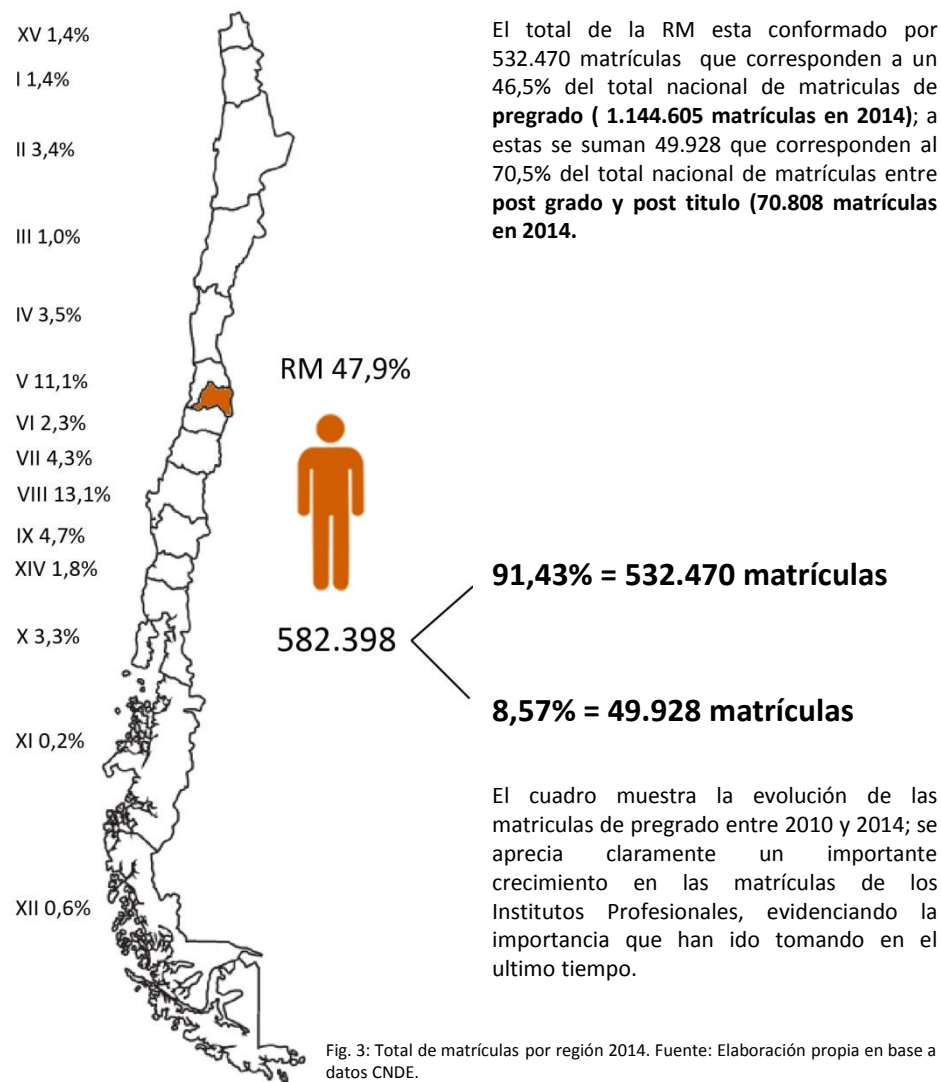 XV 1,4%
I 1,4%
II 3,4%
III 1,0%
IV 3,5%
V 11,1%
VI 2,3%
VII 4,3%
VIII 13,1%
IX 4,7%
XIV 1,8%
X 3,3%
XI 0,2%
XII 0,6%
RM 47,9%
582.398
El total de la RM esta conformado por
532.470 matrículas que corresponden a un
46,5% del total nacional de matriculas de
pregrado ( 1.144.605 matrículas en 2014); a
estas se suman 49.928 que corresponden al
70,5% del total nacional de matrículas entre
post grado y post titulo (70.808 matrículas
en 2014.
91,43% = 532.470 matrículas
8,57% = 49.928 matrículas
El cuadro muestra la evolución de las
matriculas de pregrado entre 2010 y 2014; se
aprecia claramente un importante
crecimiento en las matrículas de los
Institutos Profesionales, evidenciando la
importancia que han ido tomando en el
ultimo tiempo.
Fig. 3: Total de matrículas por región 2014. Fuente: Elaboración propia en base a
datos CNDE.